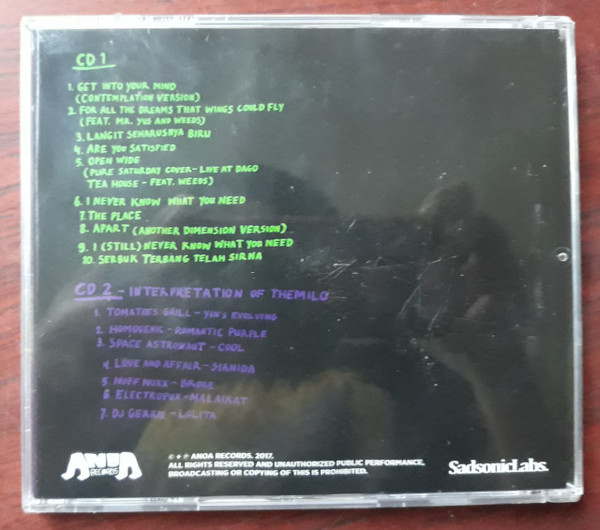 CD 1
1. GET INTO YOUR MIND
(CONTEMPLATION VERSION)
2. FOR ALL THE DREAMS THAT WINGS COULD FLY
(FEAT. MR. YUS AND WEEDS)
3. LANGIT SEHARUSNYA BIRU
4. ARE YOU SATISFIED
5. OPEN WIDE
(PURE SATURDAY COVER - LIVE AT DAGO
TEA HOUSE - FEAT. WEEDS)
6. I NEVER KNOW WHAT YOU NEED
7. THE PLACE
8. APART (ANOTHER DIMENSION VERSION)
9. I (STILL) NEVER KNOW WHAT YOU NEED
10. SERBUK TERBANG TELAH SIRNA
CD 2 - INTERPRETATION OF THEMILO
1. TOMATOES GRILL - YIN'S EVOLVING
2. HOMOGENIC - ROMANTIC PURPLE
3. SPACE ASTRONAUT - COOL
4. LOVE AND AFFAIR - SIANIDA
5. - BROKE
6. ELECTROFUX - MALAIKAT
7. DJ - LOLITA
ANOA
RECORDS
© + ℗ ANOA RECORDS. 2017.
ALL RIGHTS RESERVED AND UNAUTHORIZED PUBLIC PERFORMANCE,
BROADCASTING OR COPYING OF THIS IS PROHIBITED.
SadsonicLabs.